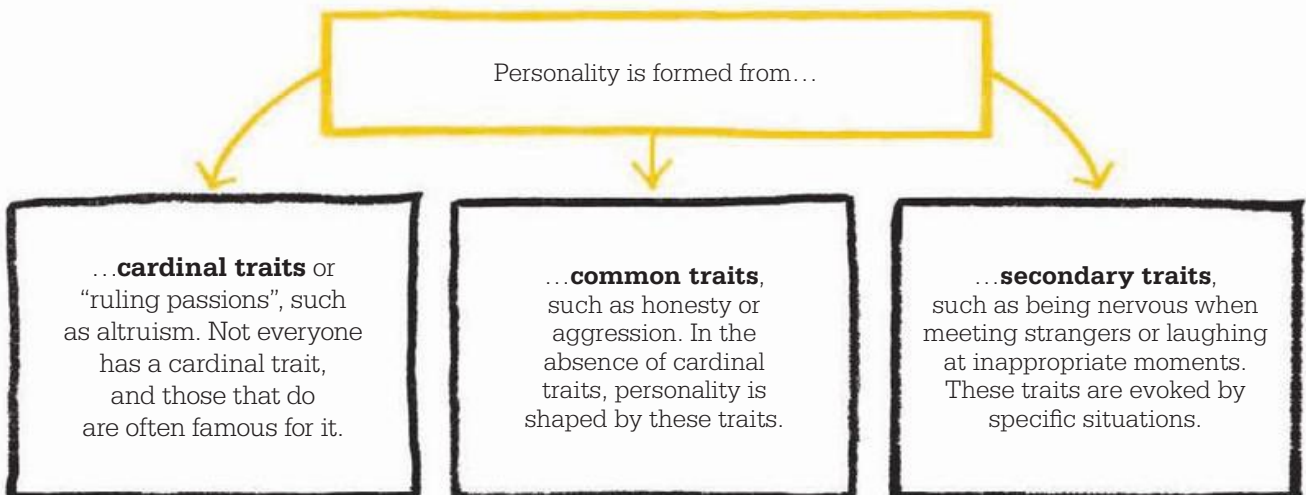 Personality is formed from…
…cardinal traits or
“ruling passions”, such
as altruism. Not everyone
has a cardinal trait,
and those that do
are often famous for it.
…common traits,
such as honesty or
aggression. In the
absence of cardinal
traits, personality is
shaped by these traits.
…secondary traits,
such as being nervous when
meeting strangers or laughing
at inappropriate moments.
These traits are evoked by
specific situations.